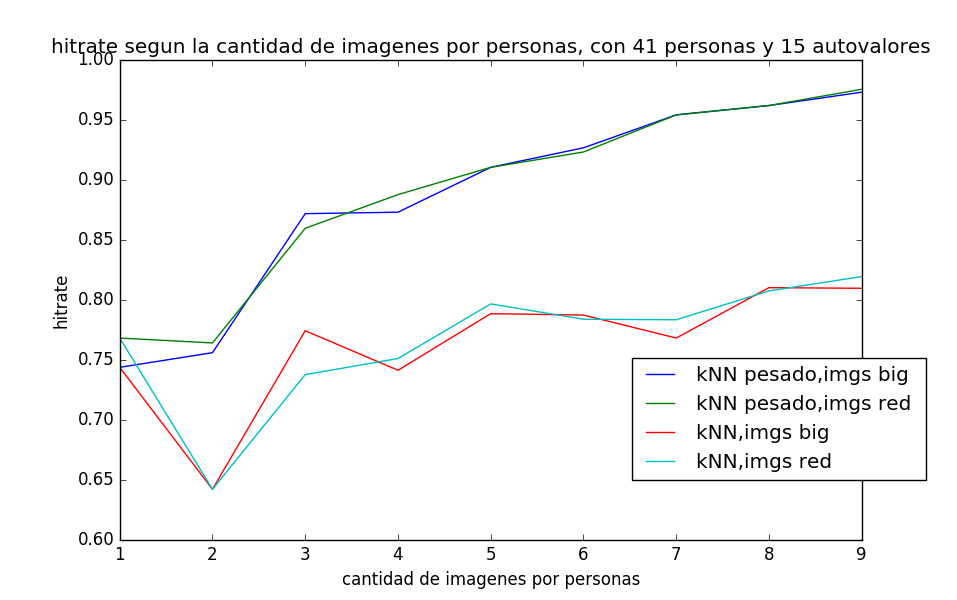 hitrate segun la cantidad de imagenes por personas, con 41 personas y 15 autovalores
1.00
0.95
0.90
0.85
0.80
0.75
0.70
0.65
0.60
hitrate
kNN pesado,imgs big
kNN pesado,imgs red
kNN,imgs big
kNN,imgs red
1 2 3 4 5 6 7 8 9
cantidad de imagenes por personas